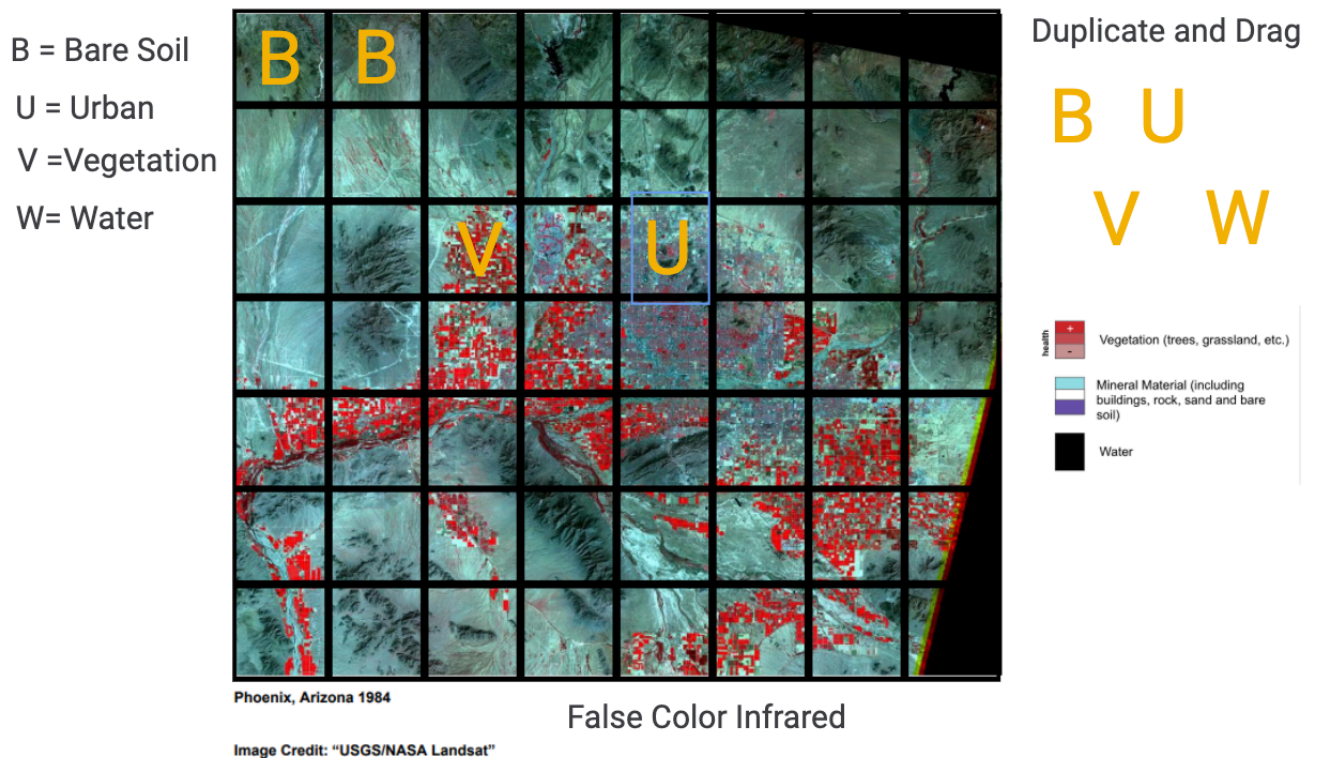 B = Bare Soil
U = Urban
V =Vegetation
W= Water
B B
V U
Duplicate and Drag
B U
V W
health
+
-
Vegetation (trees, grassland, etc.)
Mineral Material (including
buildings, rock, sand and bare
soil)
Water
Phoenix, Arizona 1984
False Color Infrared
Image Credit: “USGS/NASA Landsat”